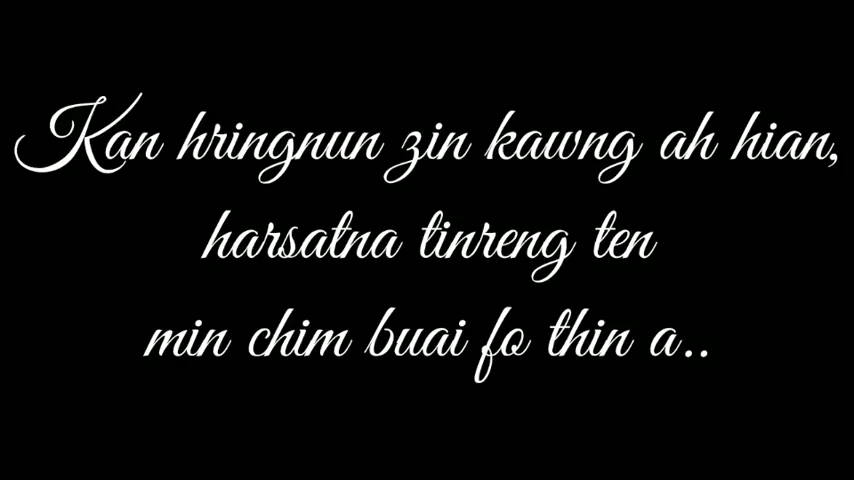 Kan hringnun zin kawng ah hian,
harsatna tinreng ten
min chim buai fo thin a..